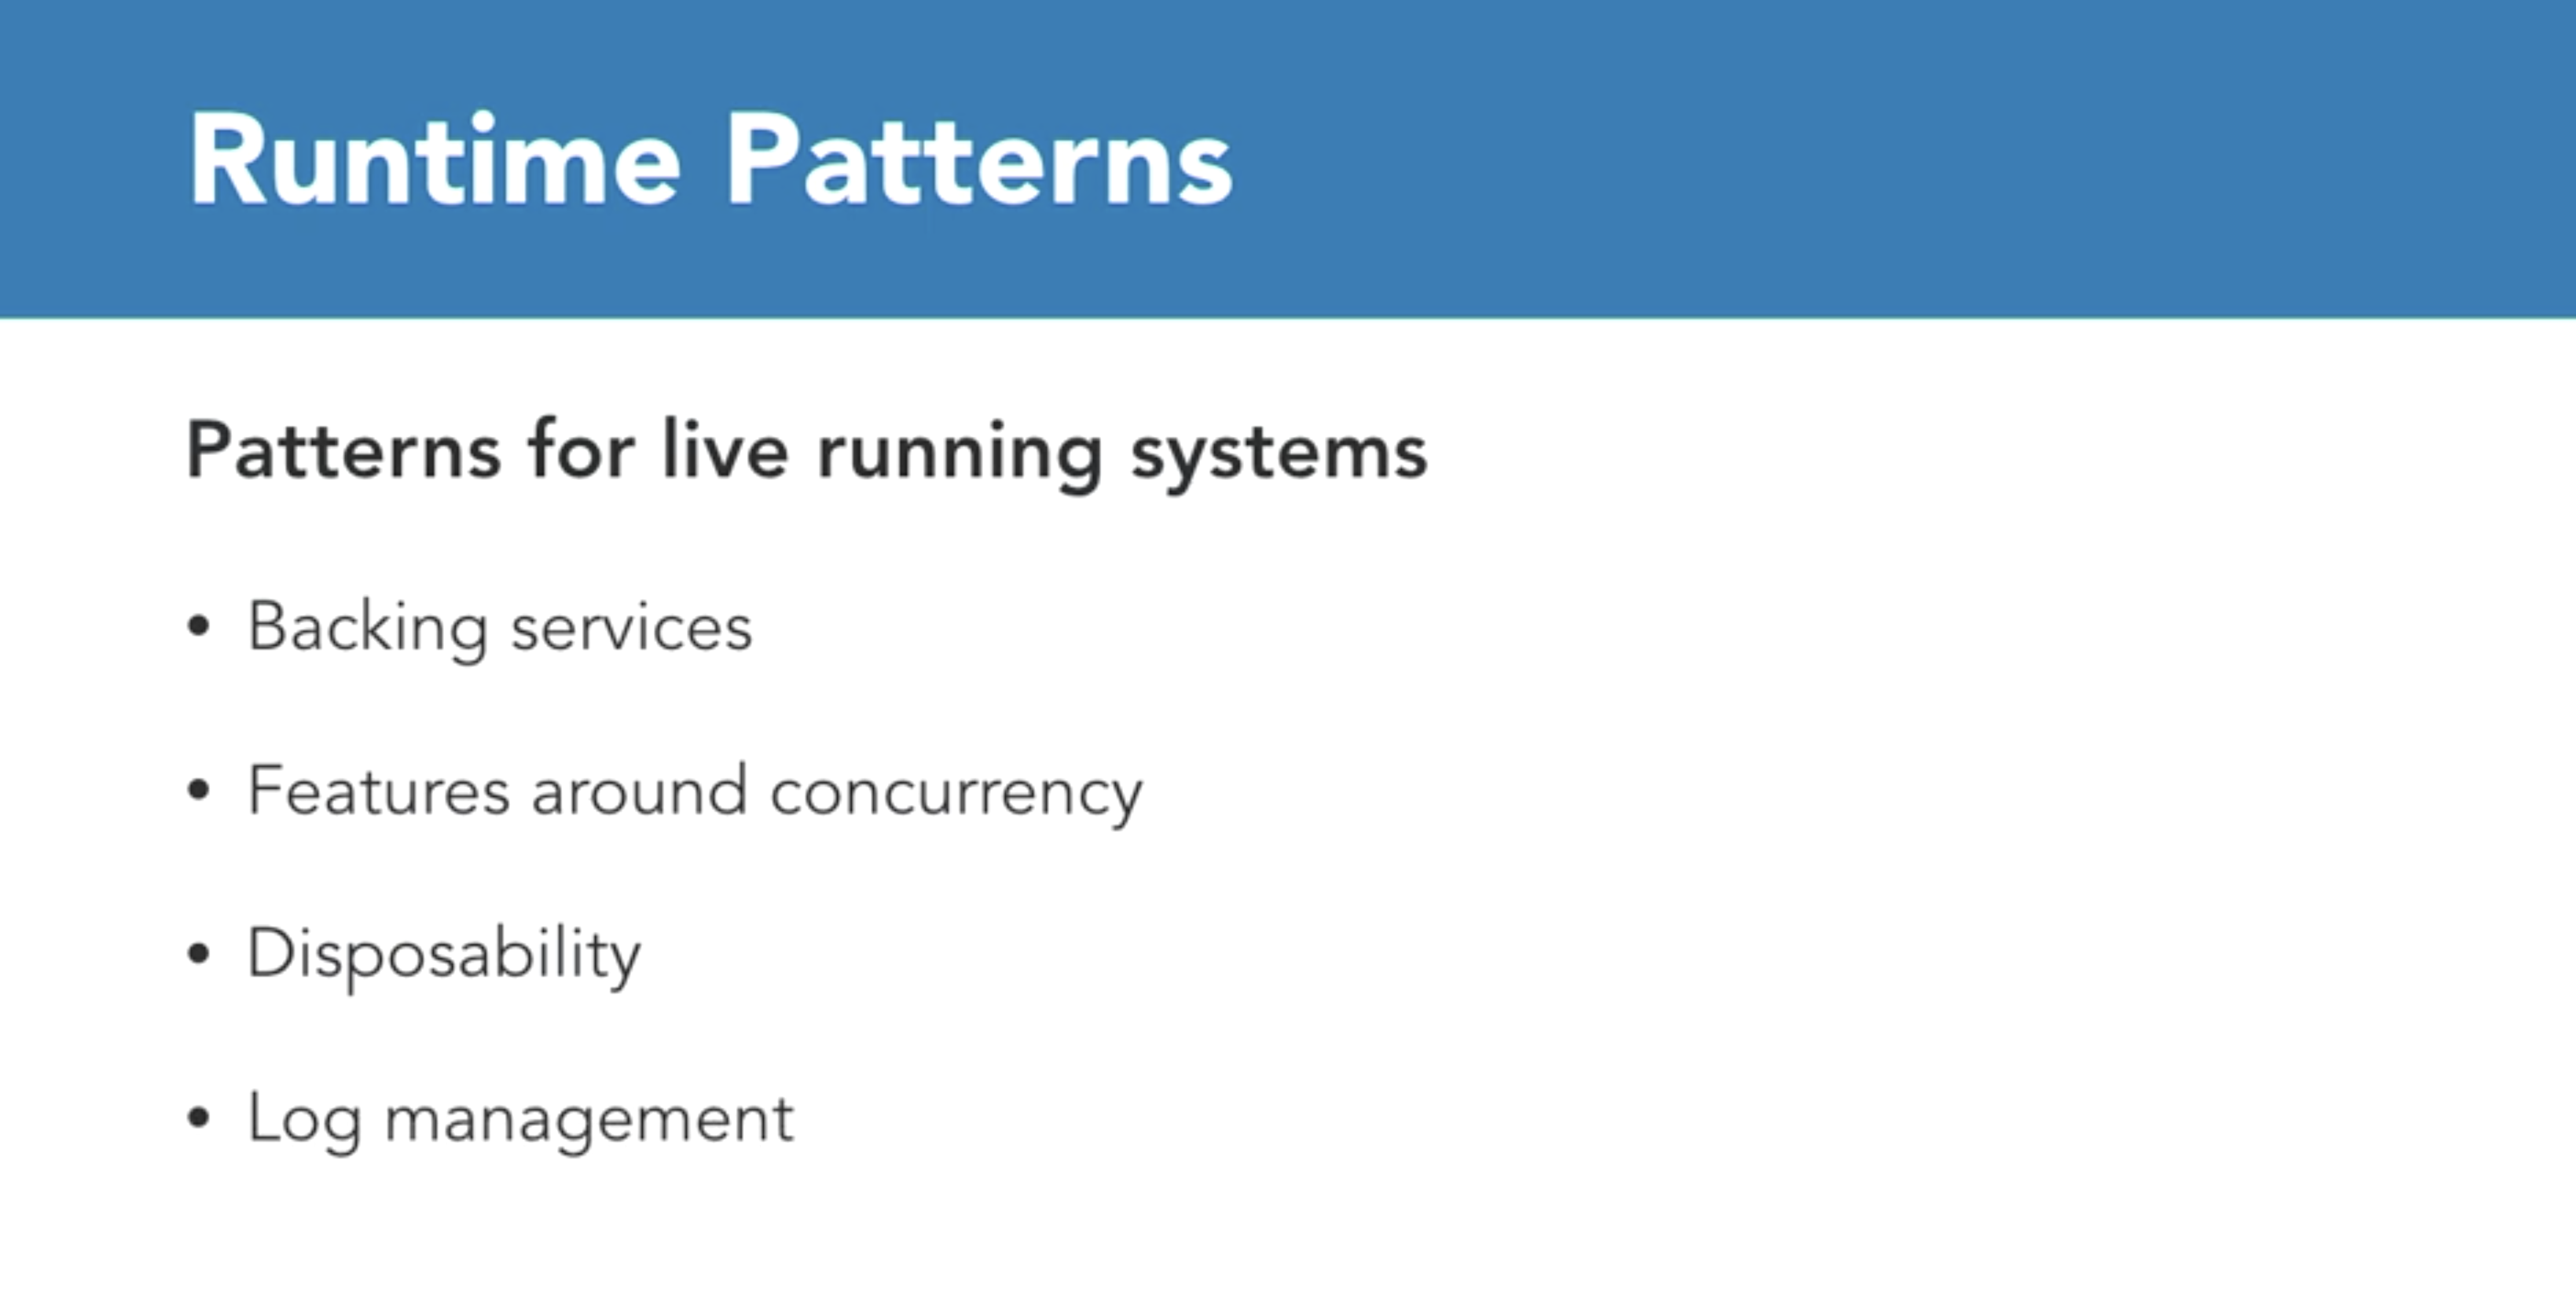 Runtime Patterns
Patterns for live running systems
• Backing services
• Features around concurrency
• Disposability
• Log management